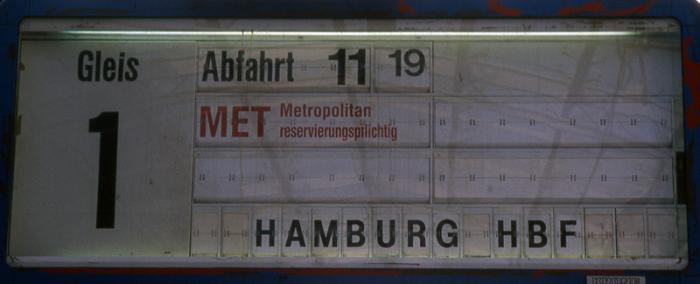 Gleis 1
Abfahrt 11 19
MET Metropolitan
reservierungspflichtig
HAMBURG HBF